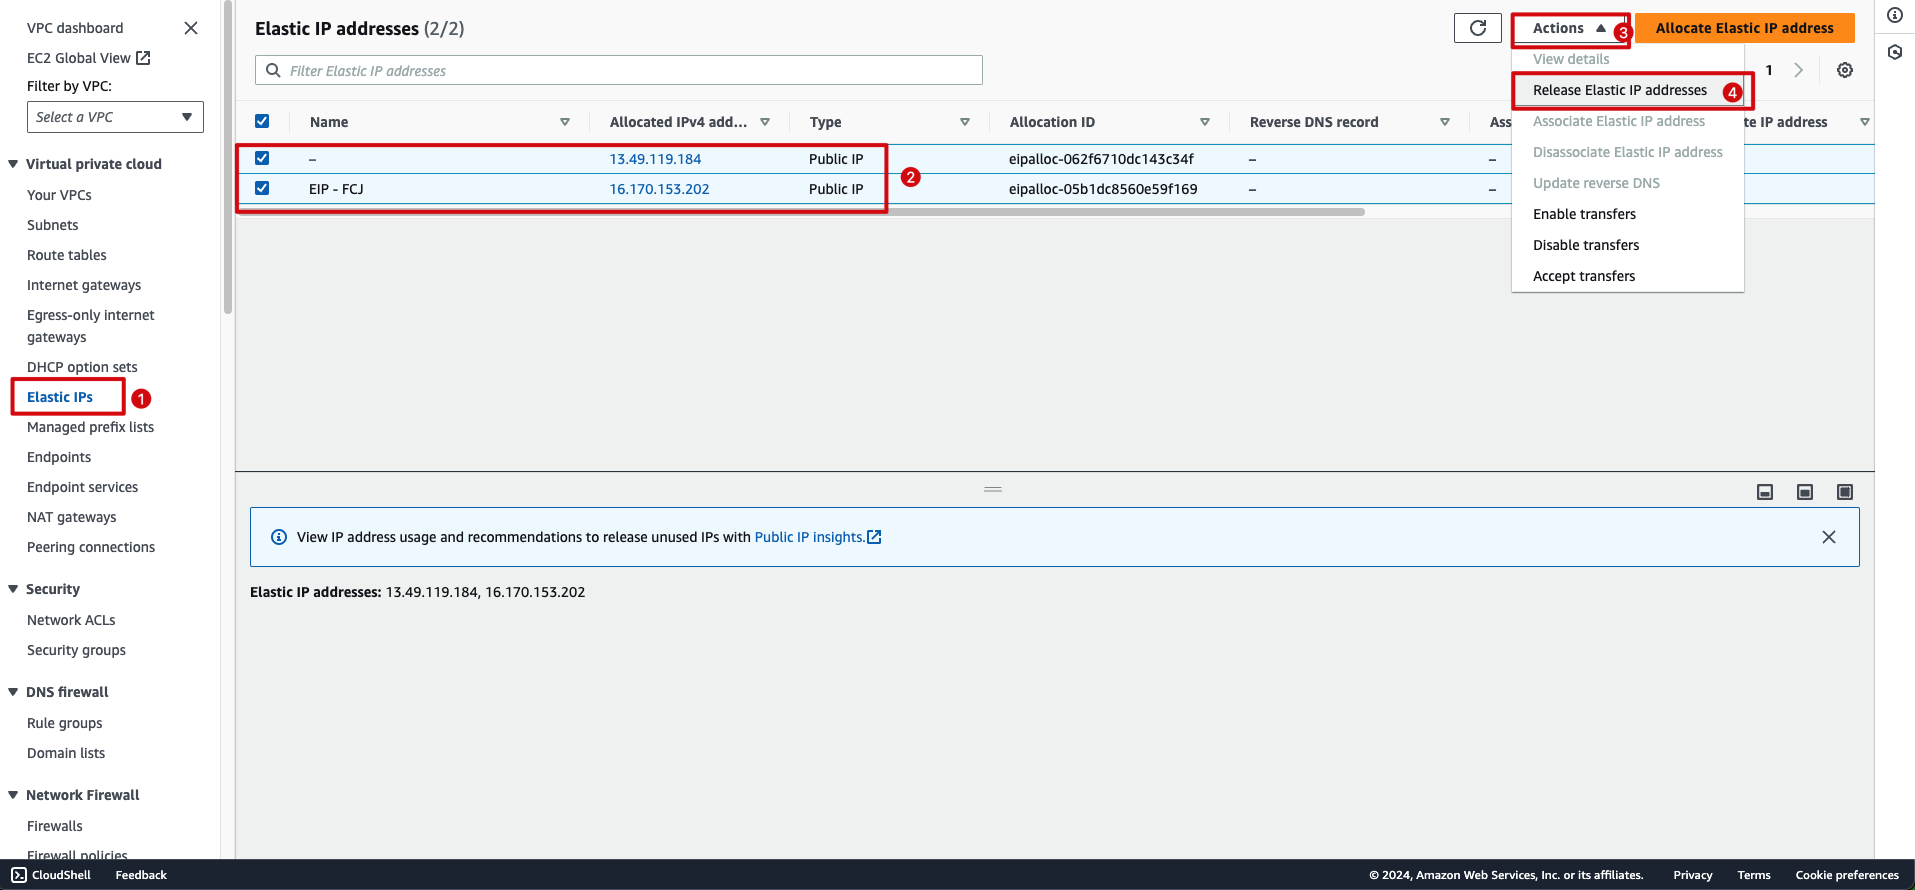 VPC dashboard
EC2 Global View
Filter by VPC:
Select a VPC
Virtual private cloud
Your VPCs
Subnets
Route tables
Internet gateways
Egress-only internet
gateways
DHCP option sets
Elastic IPs
1
Managed prefix lists
Endpoints
Endpoint services
NAT gateways
Peering connections
Security
Network ACLs
Security groups
DNS firewall
Rule groups
Domain lists
Network Firewall
Firewalls
Firewall policies
Elastic IP addresses (2/2)
Actions
3
Allocate Elastic IP address
Filter Elastic IP addresses
1
View details
Release Elastic IP addresses
4
Associate Elastic IP address
Disassociate Elastic IP address
Update reverse DNS
Enable transfers
Disable transfers
Accept transfers
Name Allocated IPv4 add... Type Allocation ID Reverse DNS record Ass te IP address
– 13.49.119.184 Public IP eipalloc-062f6710dc143c34f – –
2
EIP - FCJ 16.170.153.202 Public IP eipalloc-05b1dc8560e59f169 – –
View IP address usage and recommendations to release unused IPs with Public IP insights.
Elastic IP addresses: 13.49.119.184, 16.170.153.202
CloudShell Feedback © 2024, Amazon Web Services, Inc. or its affiliates. Privacy Terms Cookie preferences